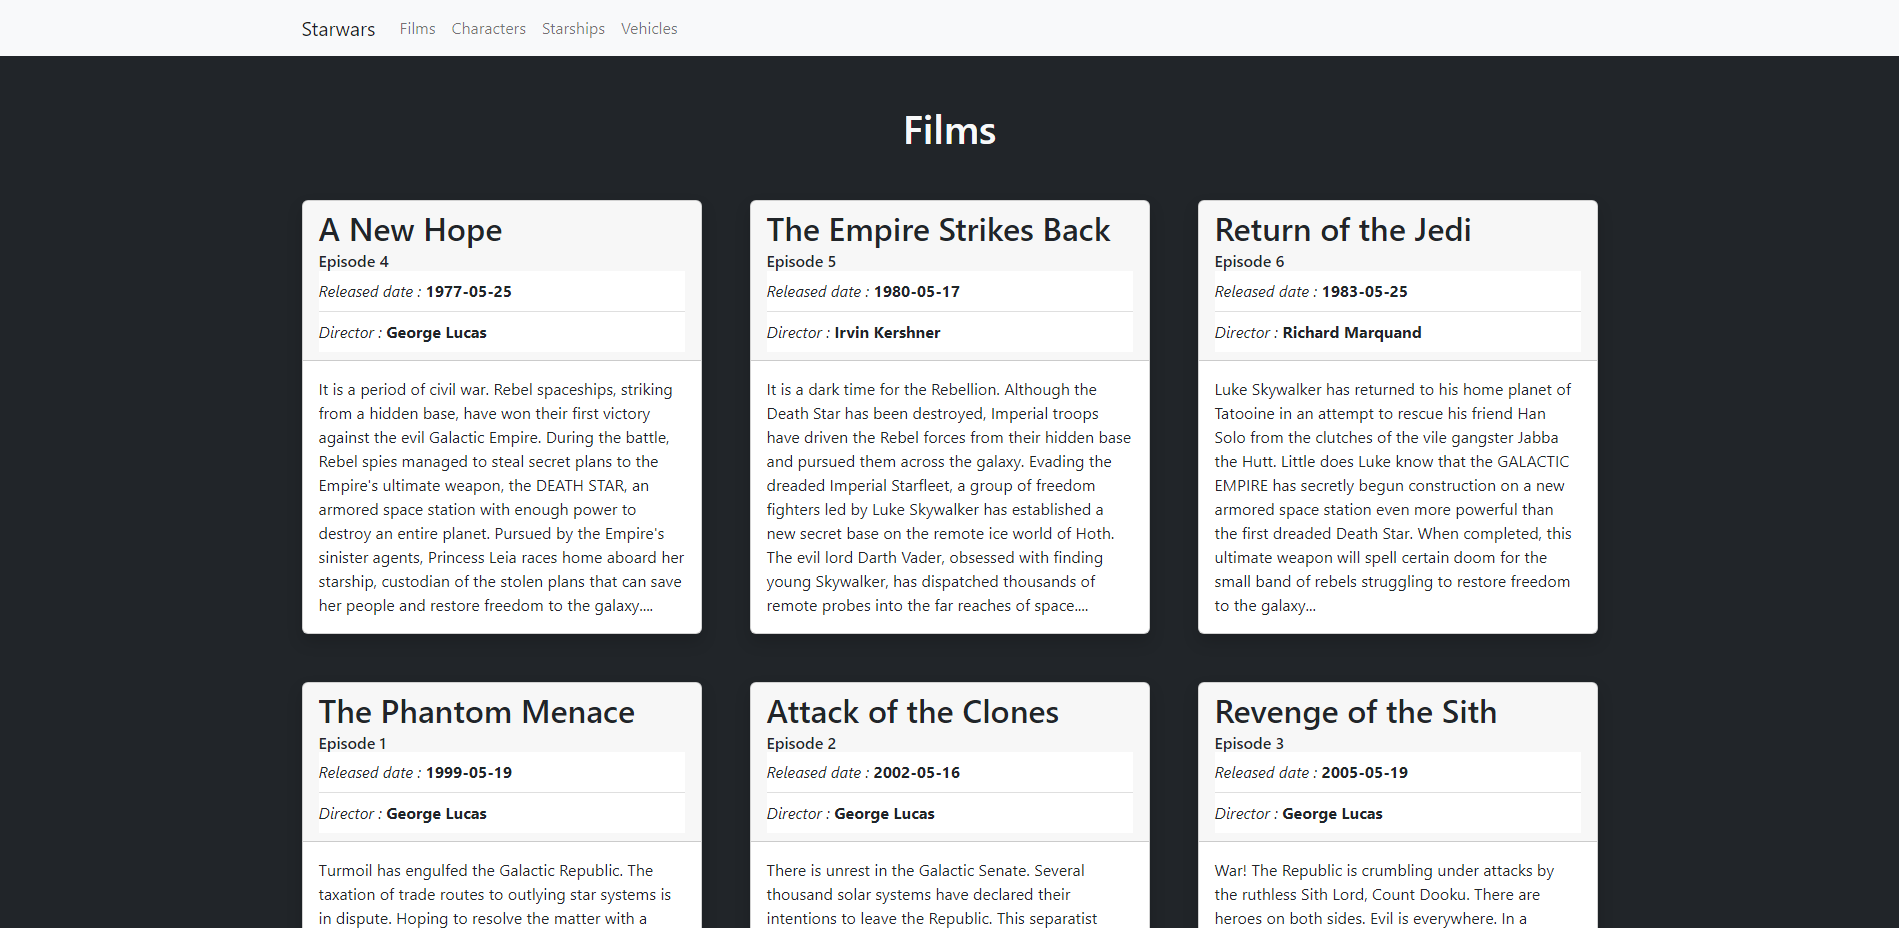 Starwars Films Characters Starships Vehicles
Films
A New Hope
Episode 4
Released date : 1977-05-25
Director : George Lucas
It is a period of civil war. Rebel spaceships, striking
from a hidden base, have won their first victory
against the evil Galactic Empire. During the battle,
Rebel spies managed to steal secret plans to the
Empire's ultimate weapon, the DEATH STAR, an
armored space station with enough power to
destroy an entire planet. Pursued by the Empire's
sinister agents, Princess Leia races home aboard her
starship, custodian of the stolen plans that can save
her people and restore freedom to the galaxy....
The Empire Strikes Back
Episode 5
Released date : 1980-05-17
Director : Irvin Kershner
It is a dark time for the Rebellion. Although the
Death Star has been destroyed, Imperial troops
have driven the Rebel forces from their hidden base
and pursued them across the galaxy. Evading the
dreaded Imperial Starfleet, a group of freedom
fighters led by Luke Skywalker has established a
new secret base on the remote ice world of Hoth.
The evil lord Darth Vader, obsessed with finding
young Skywalker, has dispatched thousands of
remote probes into the far reaches of space....
Return of the Jedi
Episode 6
Released date : 1983-05-25
Director : Richard Marquand
Luke Skywalker has returned to his home planet of
Tatooine in an attempt to rescue his friend Han
Solo from the clutches of the vile gangster Jabba
the Hutt. Little does Luke know that the GALACTIC
EMPIRE has secretly begun construction on a new
armored space station even more powerful than
the first dreaded Death Star. When completed, this
ultimate weapon will spell certain doom for the
small band of rebels struggling to restore freedom
to the galaxy...
The Phantom Menace
Episode 1
Released date : 1999-05-19
Director : George Lucas
Turmoil has engulfed the Galactic Republic. The
taxation of trade routes to outlying star systems is
in dispute. Hoping to resolve the matter with a
Attack of the Clones
Episode 2
Released date : 2002-05-16
Director : George Lucas
There is unrest in the Galactic Senate. Several
thousand solar systems have declared their
intentions to leave the Republic. This separatist
Revenge of the Sith
Episode 3
Released date : 2005-05-19
Director : George Lucas
War! The Republic is crumbling under attacks by
the ruthless Sith Lord, Count Dooku. There are
heroes on both sides. Evil is everywhere. In a